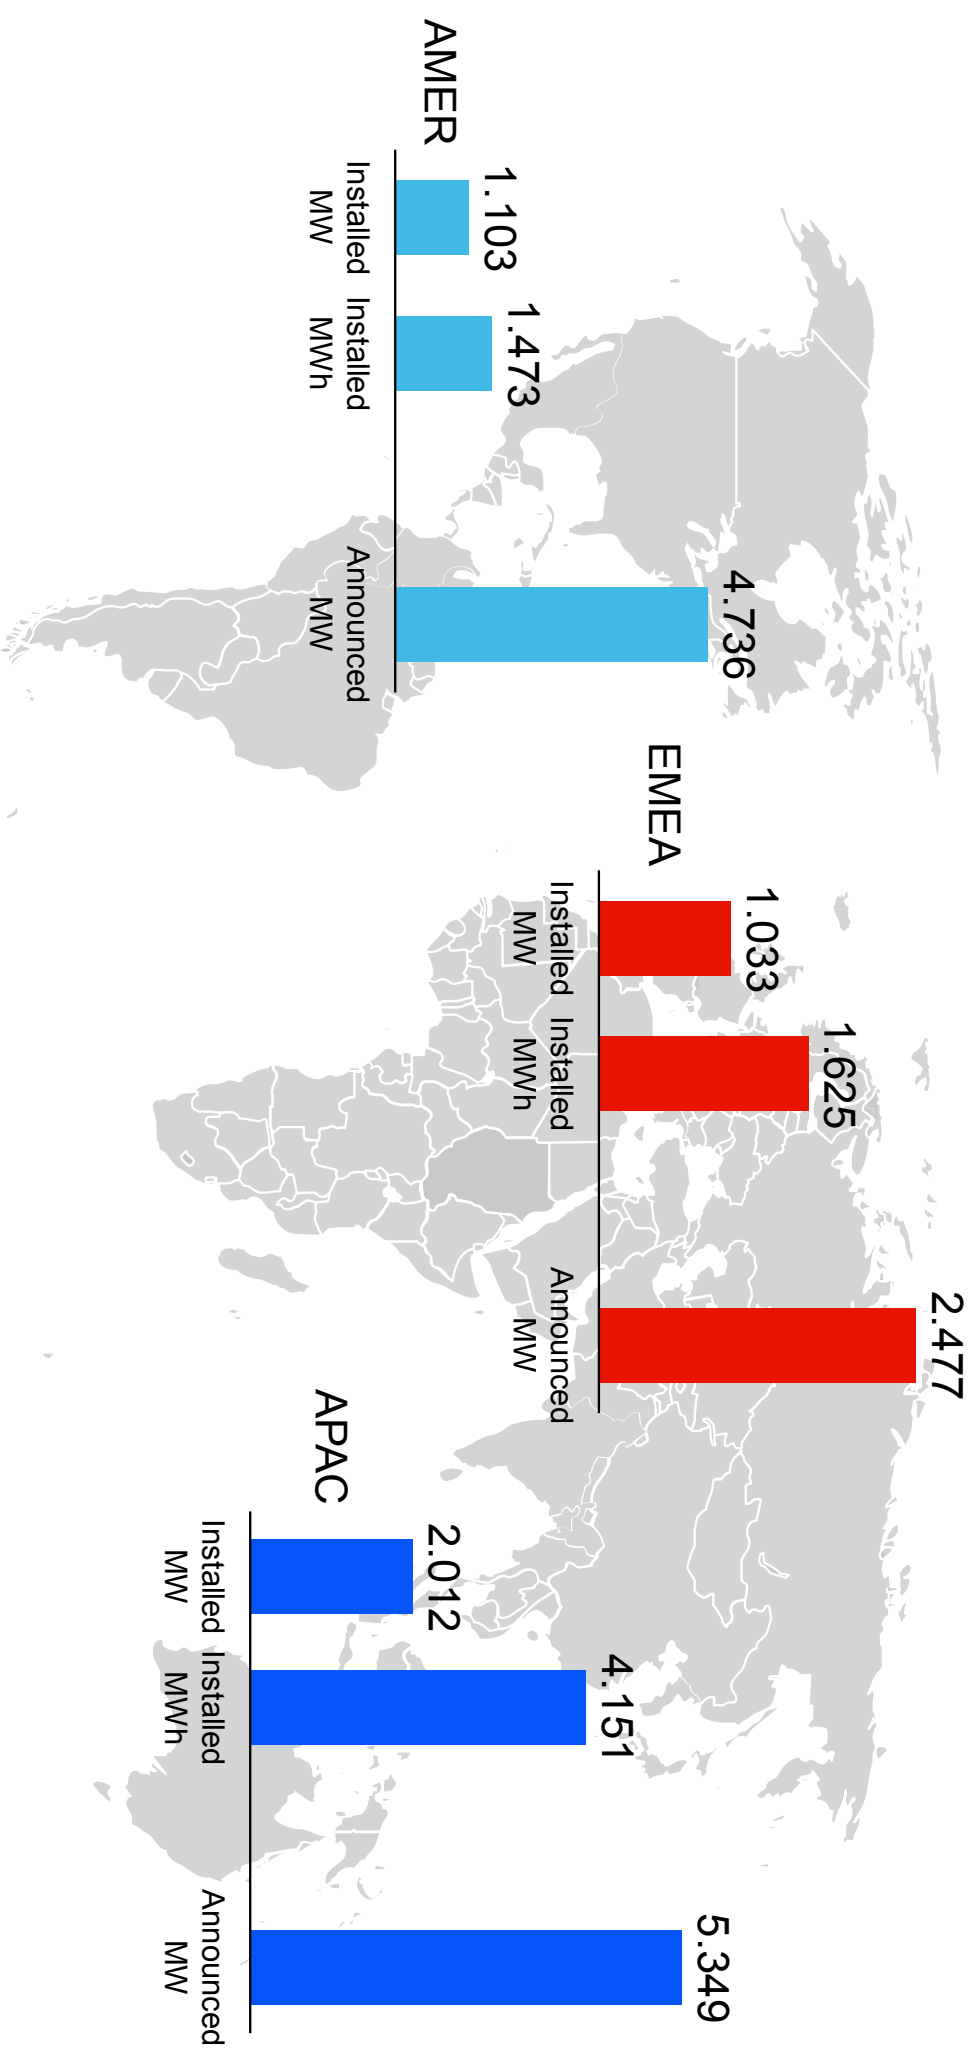 AMER
1.103
1.473
4.736
Installed
MW
Installed
MWh
Announced
MW
EMEA
1.033
1.625
2.477
Installed
MW
Installed
MWh
Announced
MW
APAC
2.012
4.151
5.349
Installed
MW
Installed
MWh
Announced
MW